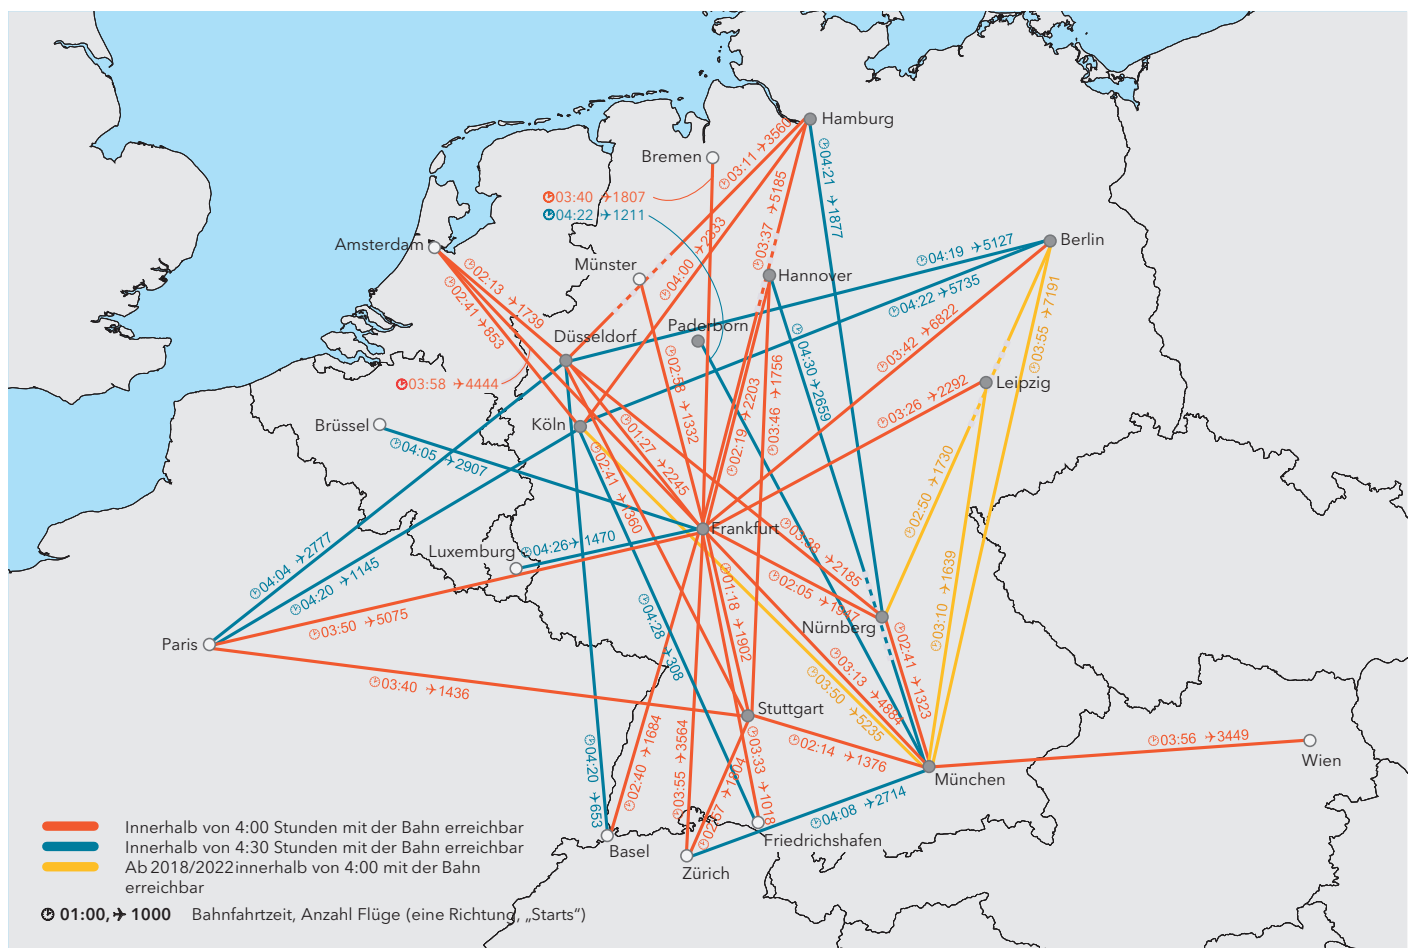 Hamburg
Bremen
03:11 3560
04:21 1877
03:40 1807
04:22 1211
5185
03:37
04:00 2333
Amsterdam
Berlin
04:19 5127
Münster
Hannover
02:13 1739
02:41 853
04:22 5735
03:55 7191
Düsseldorf
Paderborn
03:42 6822
04:30 2659
03:58 4444
02:53 1332
03:46 1756
02:19 2203
Leipzig
03:26 2292
Brüssel
Köln
04:05 2907
01:27 2245
02:41 1360
02:50 1730
Frankfurt
03:38 2185
Luxemburg
04:26 1470
04:04 2777
04:20 1145
01:18 1902
02:05 1947
03:10 1639
03:50 5075
Nürnberg
Paris
04:28 308
02:41 1323
03:13 4884
03:50 5235
03:40 1436
Stuttgart
02:14 1376
03:56 3449
Wien
München
04:20 653
02:40 1684
03:55 3564
02:57 1804
03:33 1018
04:08 2714
Friedrichshafen
Basel
Zürich
Innerhalb von 4:00 Stunden mit der Bahn erreichbar
Innerhalb von 4:30 Stunden mit der Bahn erreichbar
Ab 2018/2022innerhalb von 4:00 mit der Bahn
erreichbar
01:00, 1000 Bahnfahrtzeit, Anzahl Flüge (eine Richtung, „Starts“)